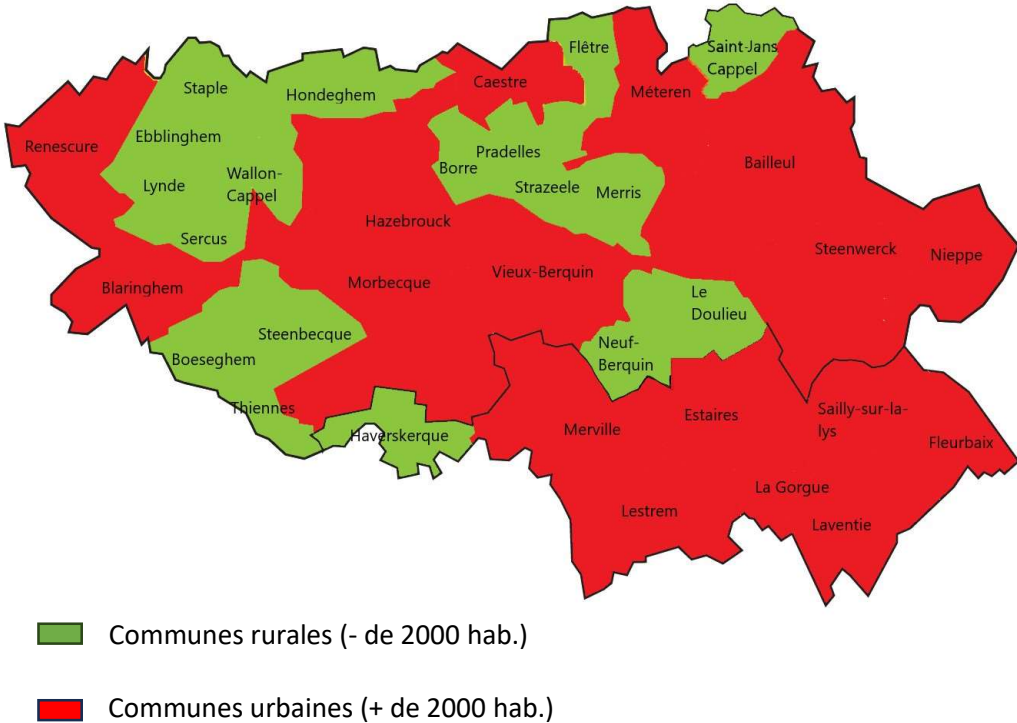 Flêtre
Saint-Jans
Cappel
Staple
Hondeghem
Caestre
Méteren
Renescure
Ebblinghem
Pradelles
Bailleul
Borre
Wallon-
Cappel
Lynde
Strazeele
Merris
Hazebrouck
Sercus
Steenwerck
Nieppe
Vieux-Berquin
Blaringhem
Morbecque
Le
Doulieu
Steenbecque
Neuf-
Berquin
Boeseghem
Thiennes
Haverskerque
Merville
Estaires
Sailly-sur-la-
lys
Fleurbaix
La Gorgue
Lestrem
Laventie
Communes rurales (- de 2000 hab.)
Communes urbaines (+ de 2000 hab.)